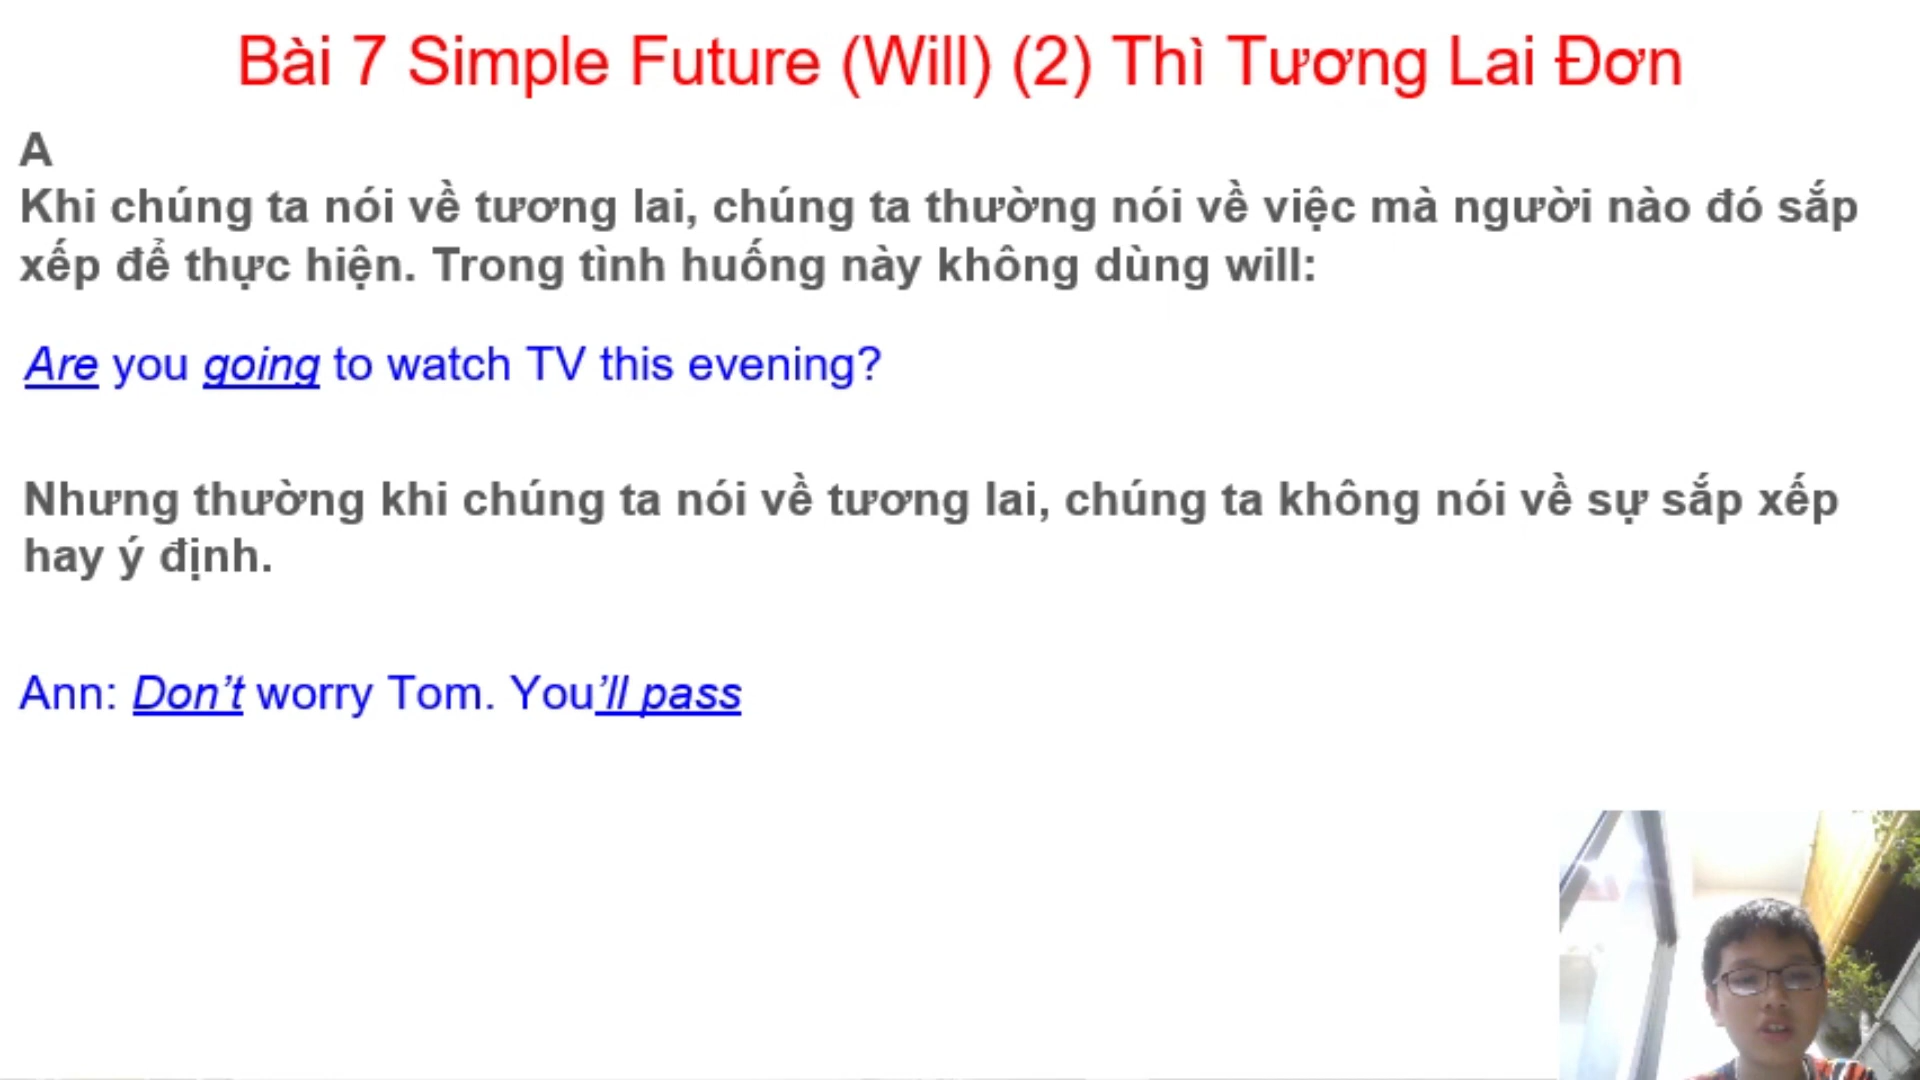 Bài 7 Simple Future (Will) (2) Thì Tương Lai Đơn
A
Khi chúng ta nói về tương lai, chúng ta thường nói về việc mà người nào đó sắp
xếp để thực hiện. Trong tình huống này không dùng will:
Are you going to watch TV this evening?
Nhưng thường khi chúng ta nói về tương lai, chúng ta không nói về sự sắp xếp
hay ý định.
Ann: Don’t worry Tom. You’ll pass